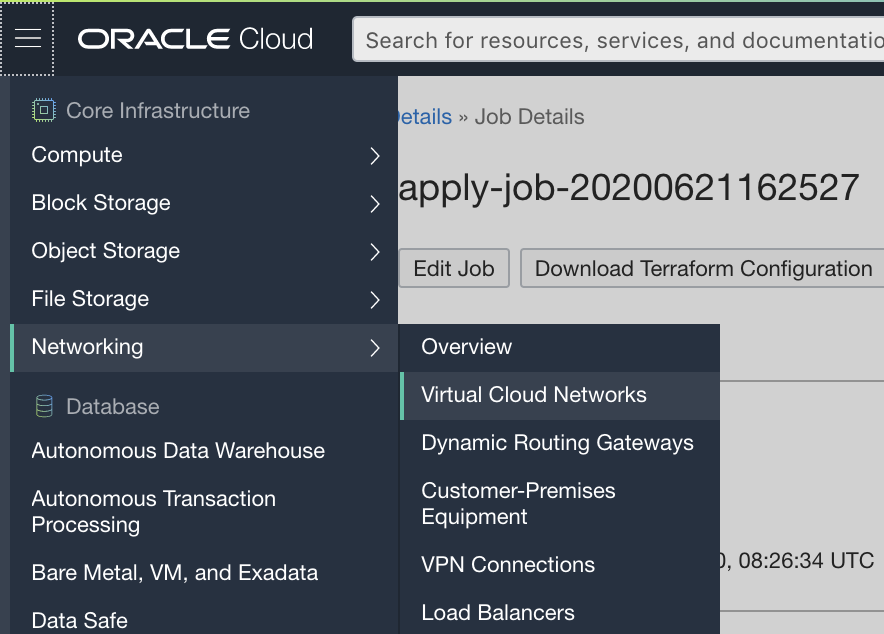 ORACLE Cloud
Search for resources, services, and documentatio
Core Infrastructure
Compute
Block Storage
Object Storage
File Storage
Networking
Database
Autonomous Data Warehouse
Autonomous Transaction
Processing
Bare Metal, VM, and Exadata
Data Safe
Overview
Virtual Cloud Networks
Dynamic Routing Gateways
Customer-Premises
Equipment
VPN Connections
Load Balancers
etails » Job Details
apply-job-20200621162527
Edit Job
Download Terraform Configuration
, 08:26:34 UTC